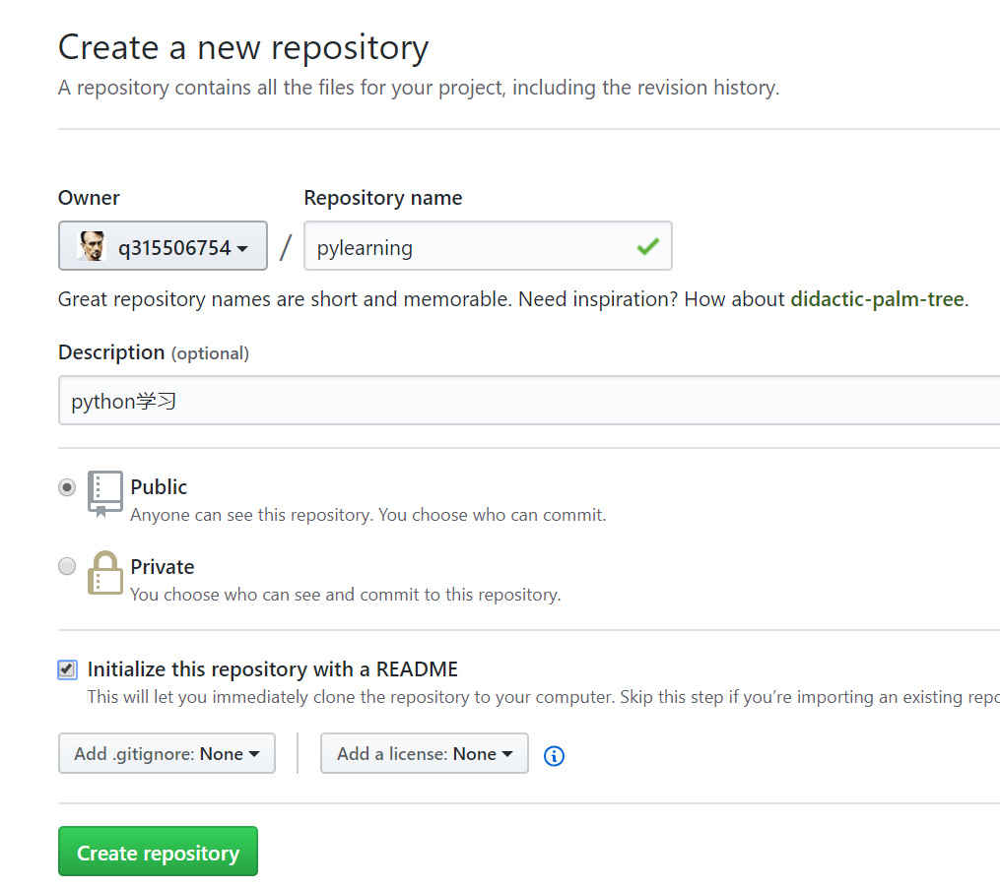 Create a new repository
A repository contains all the files for your project, including the revision history.
Owner
Repository name
q315506754
/
pylearning
Great repository names are short and memorable. Need inspiration? How about didactic-palm-tree.
Description (optional)
python学习
Public
Anyone can see this repository. You choose who can commit.
Private
You choose who can see and commit to this repository.
Initialize this repository with a README
This will let you immediately clone the repository to your computer. Skip this step if you’re importing an existing repo
Add .gitignore: None
Add a license: None
Create repository